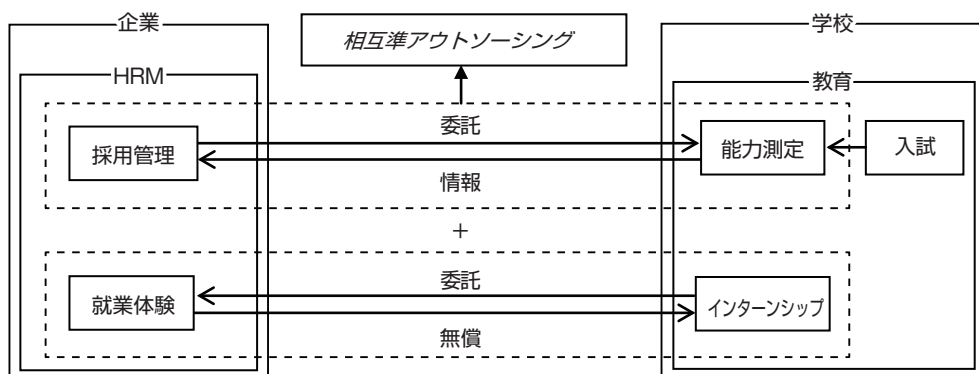 企業
相互準アウトソーシング
学校
HRM
教育
委託
採用管理
能力測定
入試
情報
+
委託
就業体験
インターンシップ
無償